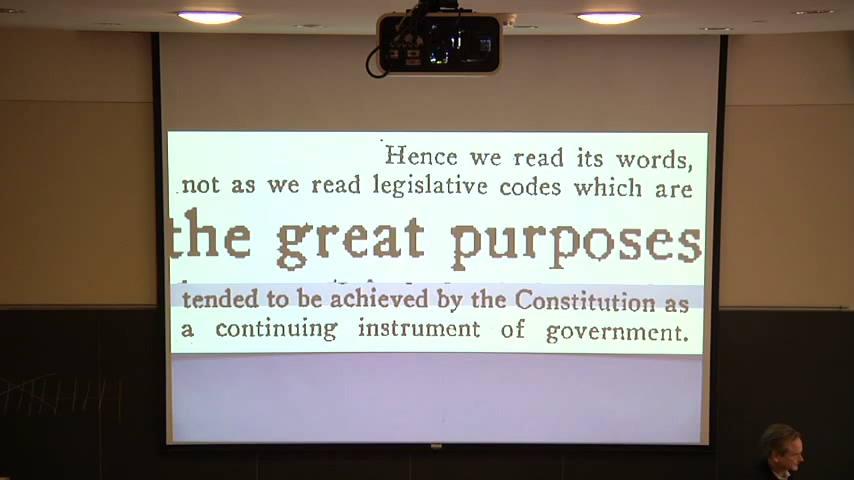 Hence we read its words,
not as we read legislative codes which are
the great purposes
tended to be achieved by the Constitution as
a continuing instrument of government.